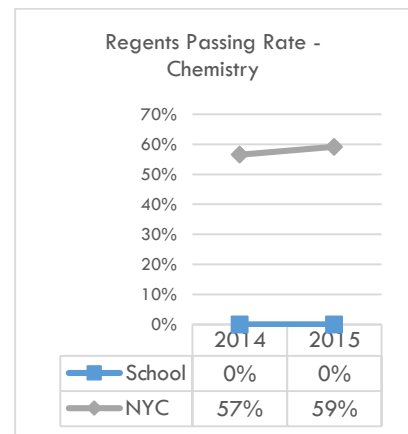 Regents Passing Rate -
Chemistry
70%
60%
50%
40%
30%
20%
10%
0%
2014 2015
School 0% 0%
NYC 57% 59%